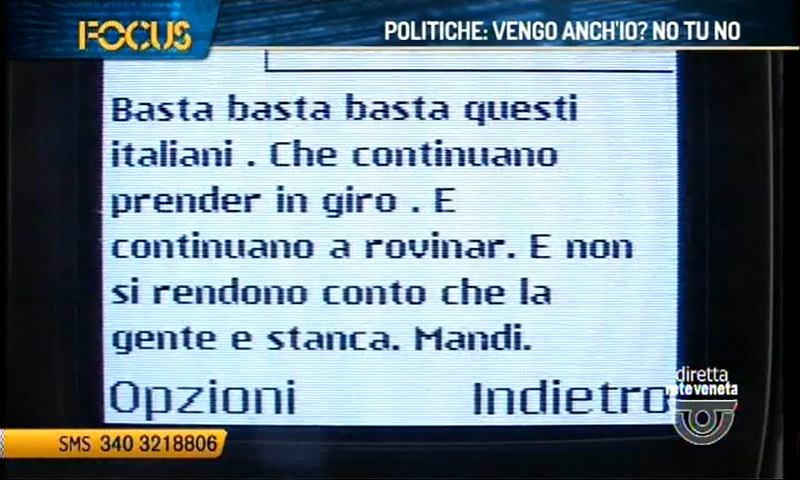 FOCUS
POLITICHE: VENGO ANCH'IO? NO TU NO
Basta basta basta questi
italiani . Che continuano
prender in giro . E
continuano a rovinar. E non
si rendono conto che la
gente e stanca. Mandi.
Opzioni Indietro
diretta
reteveneta
SMS 340 3218806